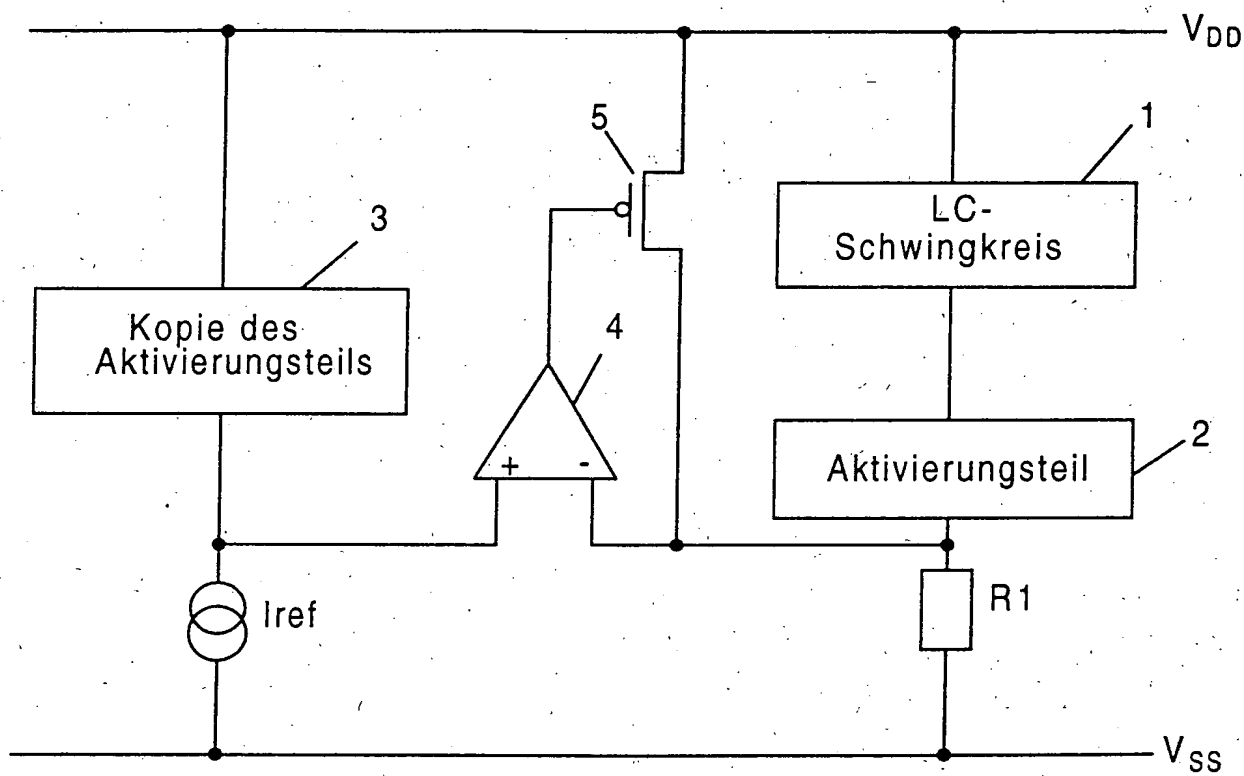 V_DD
5
1
LC-
Schwingkreis
3
Kopie des
Aktivierungsteils
4
2
Aktivierungsteil
+ -
Iref
R1
V_SS